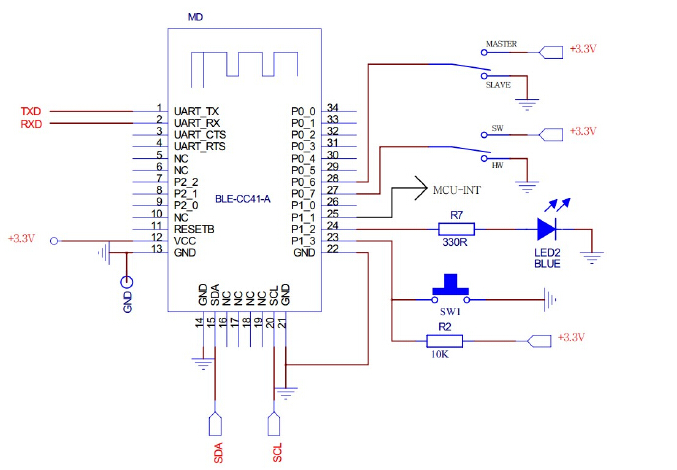 MD
MASTER
+3.3V
SLAVE
TXD
RXD
1 UART_TX P0_0 34
2 UART_RX P0_1 33
3 UART_CTS P0_2 32
4 UART_RTS P0_3 31
5 NC P0_4 30
6 NC P0_5 29
7 P2_2 P0_6 28
8 P2_1 P0_7 27
9 P2_0 P1_0 26
10 NC P1_1 25
11 RESETB P1_2 24
12 VCC P1_3 23
13 GND GND 22
BLE-CC41-A
SW
+3.3V
HW
MCU-INT
R7
330R
LED2
BLUE
+3.3V
GND
SW1
R2
10K
+3.3V
GND SDA NC NC NC NC SCL GND
14 15 16 17 18 19 20 21
SDA
SCL